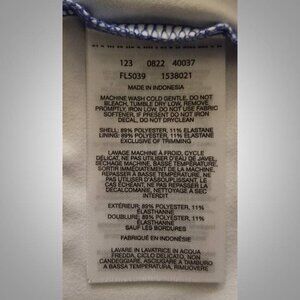 123 0822 40037
FL5039 1538021
MADE IN INDONESIA
MACHINE WASH COLD GENTLE, DO NOT
BLEACH, TUMBLE DRY LOW, REMOVE
PROMPTLY, IRON LOW, DO NOT USE FABRIC
SOFTENER, IF PRESENT DO NOT IRON
DECAL, DO NOT DRYCLEAN
SHELL: 89% POLYESTER, 11% ELASTANE
LINING: 89% POLYESTER, 11% ELASTANE
EXCLUSIVE OF TRIMMING
LAVAGE MACHINE À FROID, CYCLE
DÉLICAT, NE PAS UTILISER D'EAU DE JAVEL,
SÉCHAGE MACHINE, BASSE TEMPÉRATURE,
SORTIR IMMÉDIATEMENT DE LA MACHINE,
REPASSER À BASSE TEMPÉRATURE, NE
PAS UTILISER D'ASSOUPLISSANT, LE
CAS ÉCHÉANT, NE PAS REPASSER LA
DÉCALCOMANIE, NETTOYAGE À SEC
INTERDIT
EXTÉRIEUR: 89% POLYESTER, 11%
ÉLASTHANNE
DOUBLURE: 89% POLYESTER, 11%
ÉLASTHANNE
SAUF LES BORDURES
FABRIQUÉ EN INDONÉSIE
LAVARE IN LAVATRICE IN ACQUA
FREDDA, CICLO DELICATO, NON
CANDEGGIARE, ASCIUGARE A TAMBURO
A BASSA TEMPERATURA, RIMUOVERE